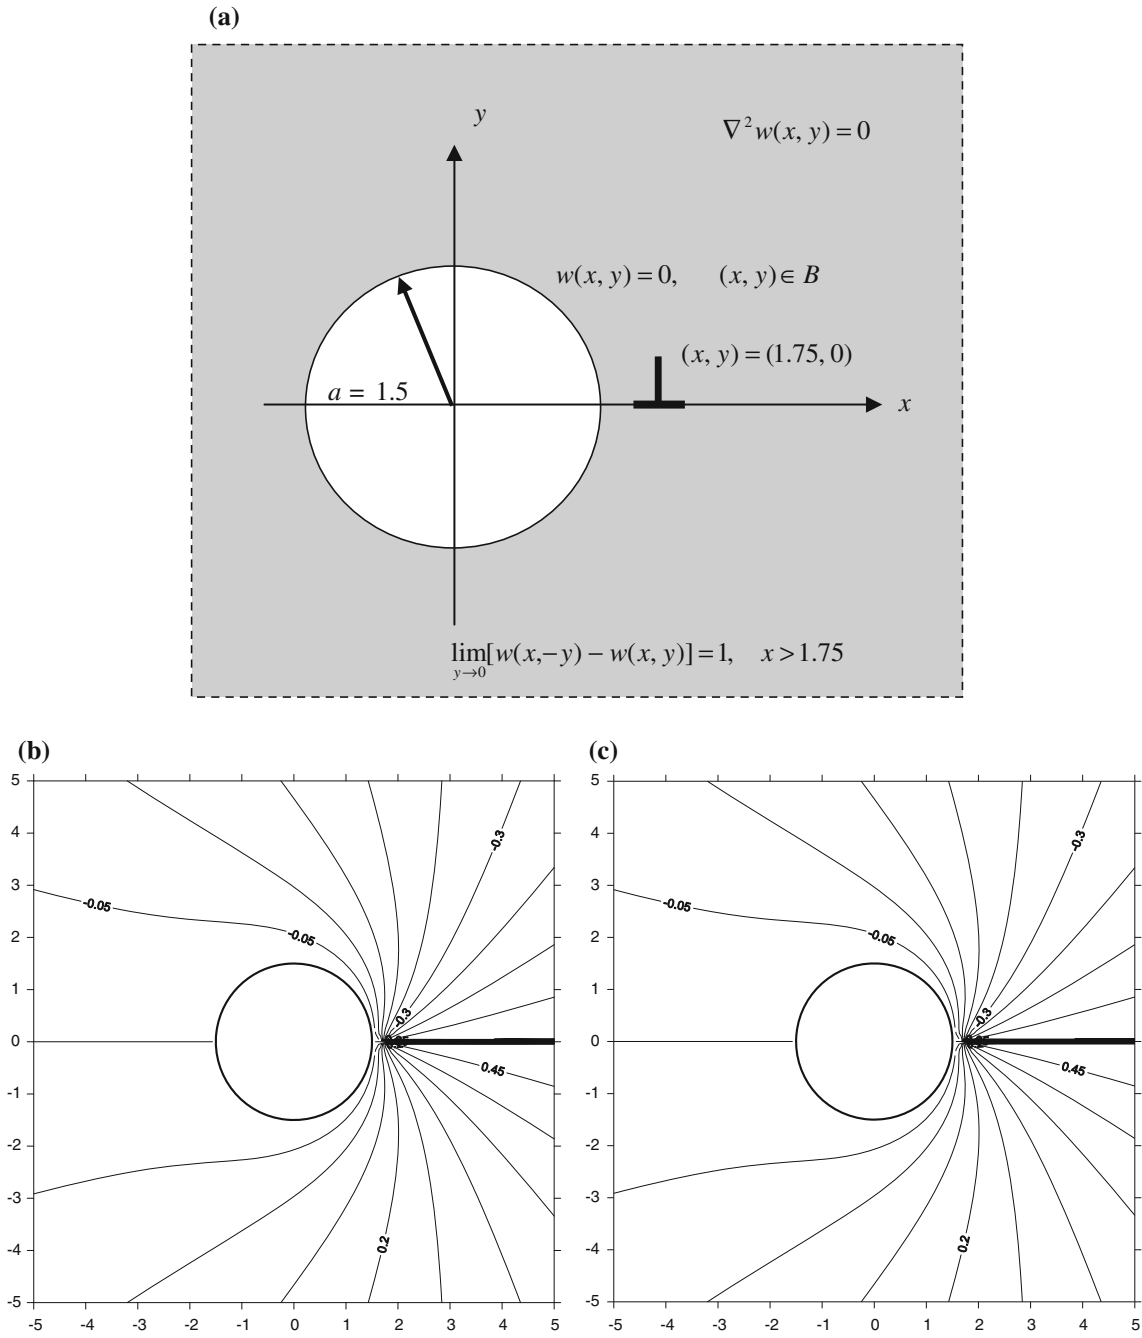 (a)
y
∇²w(x, y) = 0
w(x, y) = 0,   (x, y) ∈ B
(x, y) = (1.75, 0)
a = 1.5
x
lim[w(x,−y) − w(x, y)] = 1,   x > 1.75
y→0
(b)
5
4
3
2
1
0
-1
-2
-3
-4
-5
-5 -4 -3 -2 -1 0 1 2 3 4 5
-0.3
-0.05
-0.05
-0.3
0.45
0.2
(c)
5
4
3
2
1
0
-1
-2
-3
-4
-5
-5 -4 -3 -2 -1 0 1 2 3 4 5
-0.3
-0.05
-0.05
-0.3
0.45
0.2